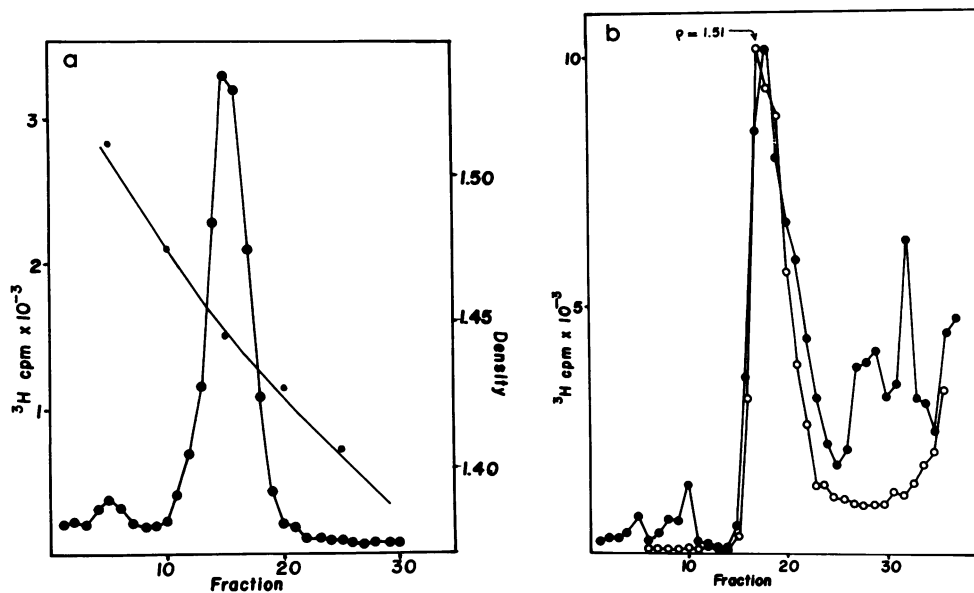 a
3
2
1
³H cpm x 10⁻³
10
20
30
Fraction
1.50
1.45
1.40
Density
b
ρ = 1.51
10
5
³H cpm x 10⁻³
10
20
30
Fraction